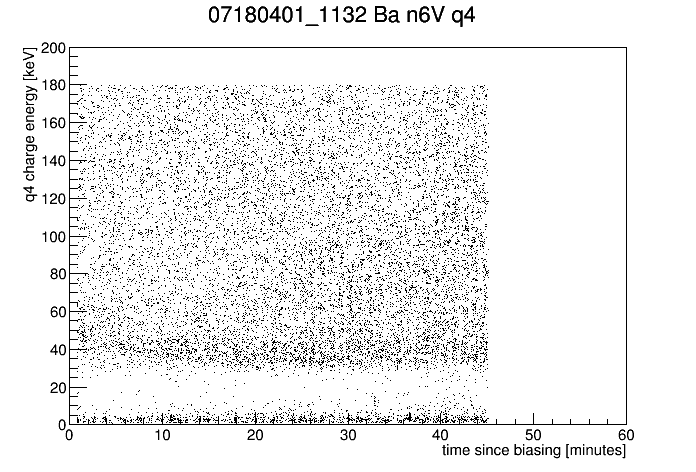 07180401_1132 Ba n6V q4
q4 charge energy [keV]
200
180
160
140
120
100
80
60
40
20
0
0 10 20 30 40 50 60
time since biasing [minutes]